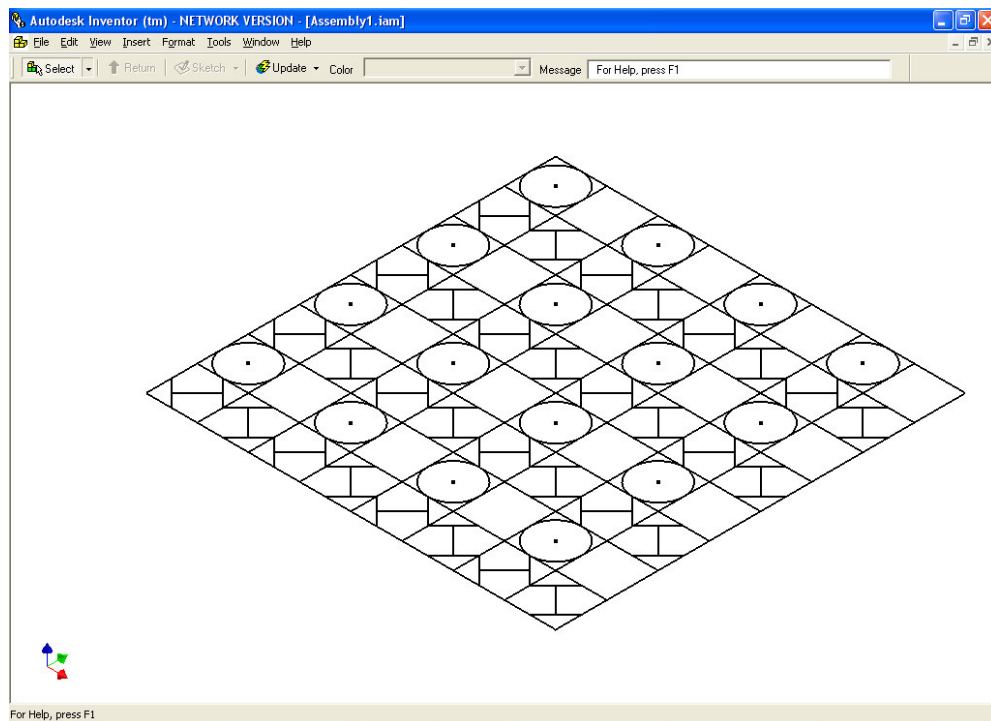 Autodesk Inventor (tm) - NETWORK VERSION - [Assembly1.iam]
File Edit View Insert Format Tools Window Help
Select Return Sketch Update Color Message For Help, press F1
For Help, press F1